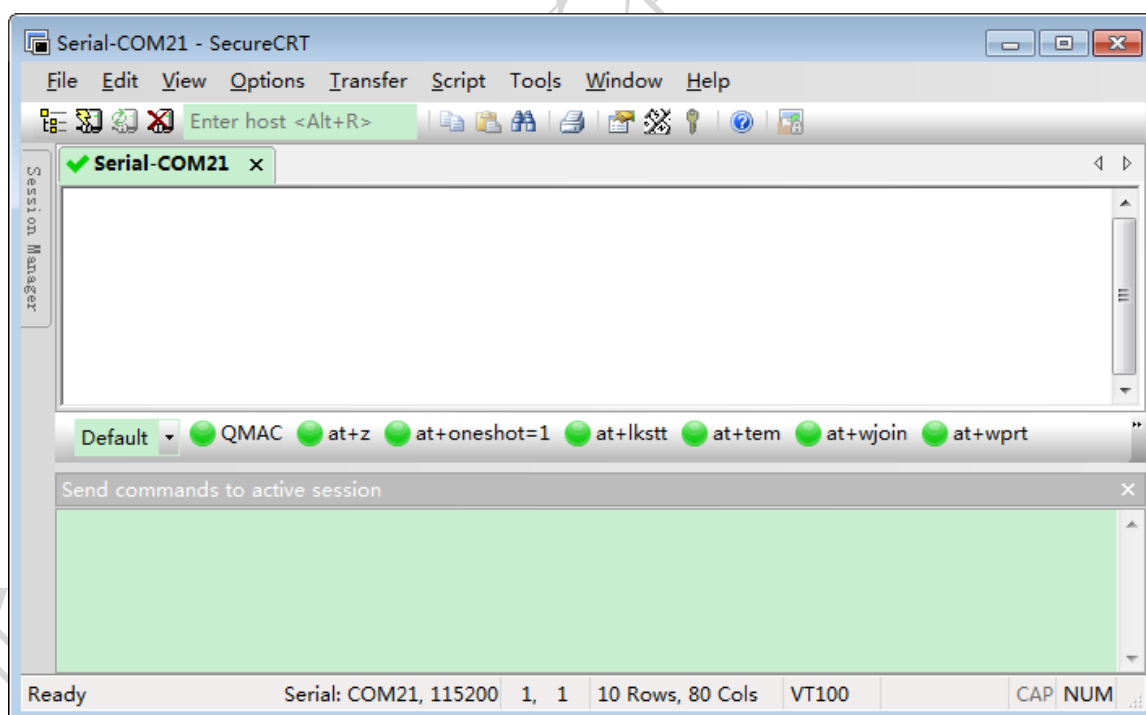 Serial-COM21 - SecureCRT
File Edit View Options Transfer Script Tools Window Help
Enter host <Alt+R>
Serial-COM21 x
Session Manager
Default QMAC at+z at+oneshot=1 at+lkstt at+tem at+wjoin at+wprt
Send commands to active session
Ready Serial: COM21, 115200 1, 1 10 Rows, 80 Cols VT100 CAP NUM